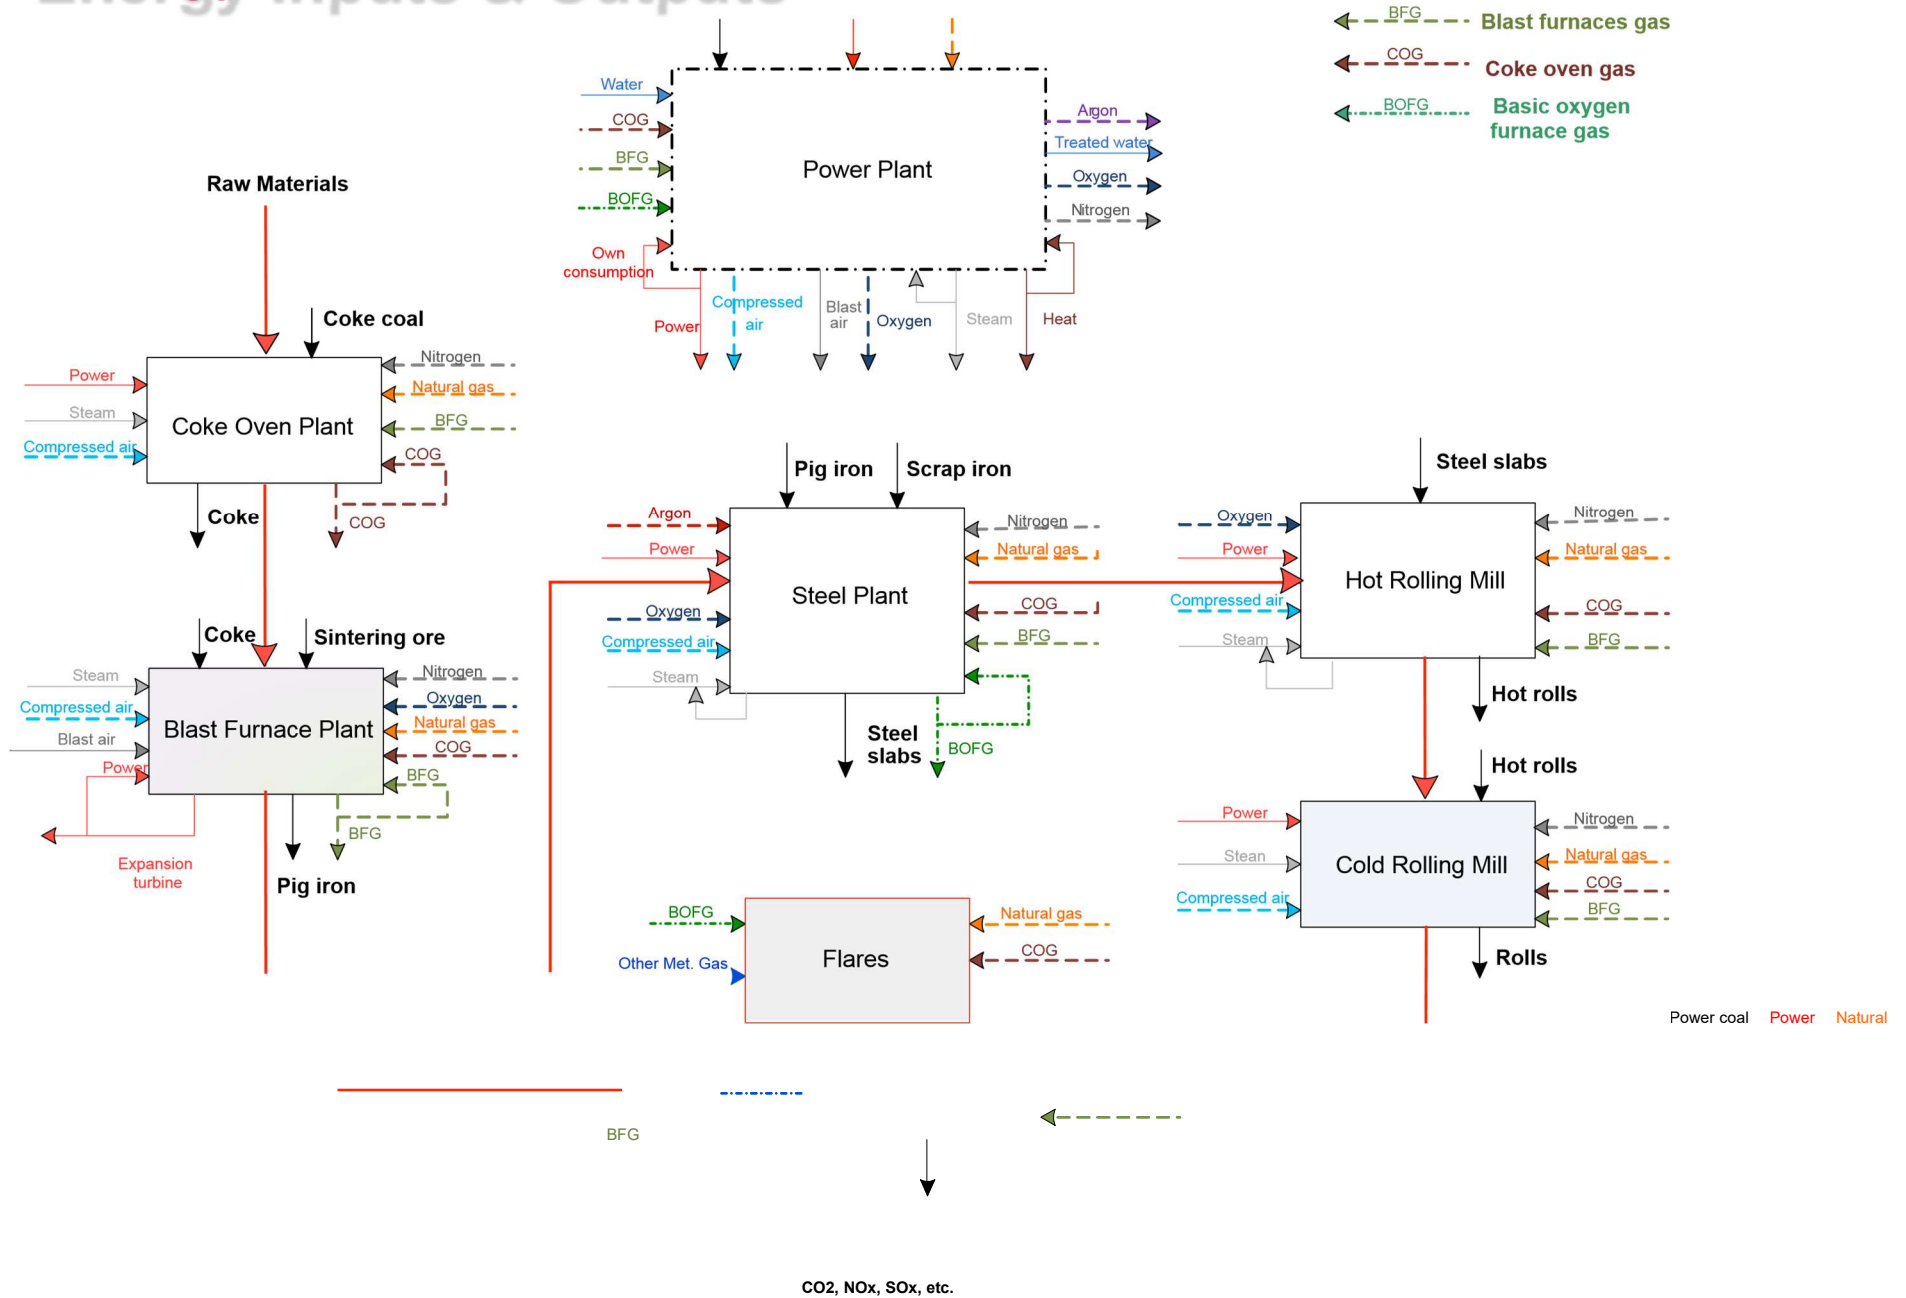 Energy Inputs & Outputs
BFG
Blast furnaces gas
COG
Coke oven gas
BOFG
Basic oxygen
furnace gas
Water
COG
BFG
BOFG
Own
consumption
Power Plant
Argon
Treated water
Oxygen
Nitrogen
Power
Compressed
air
Blast
air
Oxygen
Steam
Heat
Raw Materials
Coke coal
Power
Steam
Compressed air
Coke Oven Plant
Nitrogen
Natural gas
BFG
COG
Coke
COG
Coke
Sintering ore
Steam
Compressed air
Blast air
Power
Blast Furnace Plant
Nitrogen
Oxygen
Natural gas
COG
BFG
BFG
Expansion
turbine
Pig iron
Pig iron
Scrap iron
Argon
Power
Oxygen
Compressed air
Steam
Steel Plant
Nitrogen
Natural gas
COG
BFG
Steel
slabs
BOFG
Steel slabs
Oxygen
Power
Compressed air
Steam
Hot Rolling Mill
Nitrogen
Natural gas
COG
BFG
Hot rolls
Hot rolls
Power
Stean
Compressed air
Cold Rolling Mill
Nitrogen
Natural gas
COG
BFG
Rolls
BOFG
Other Met. Gas
Flares
Natural gas
COG
Power coal
Power
Natural
BFG
CO2, NOx, SOx, etc.